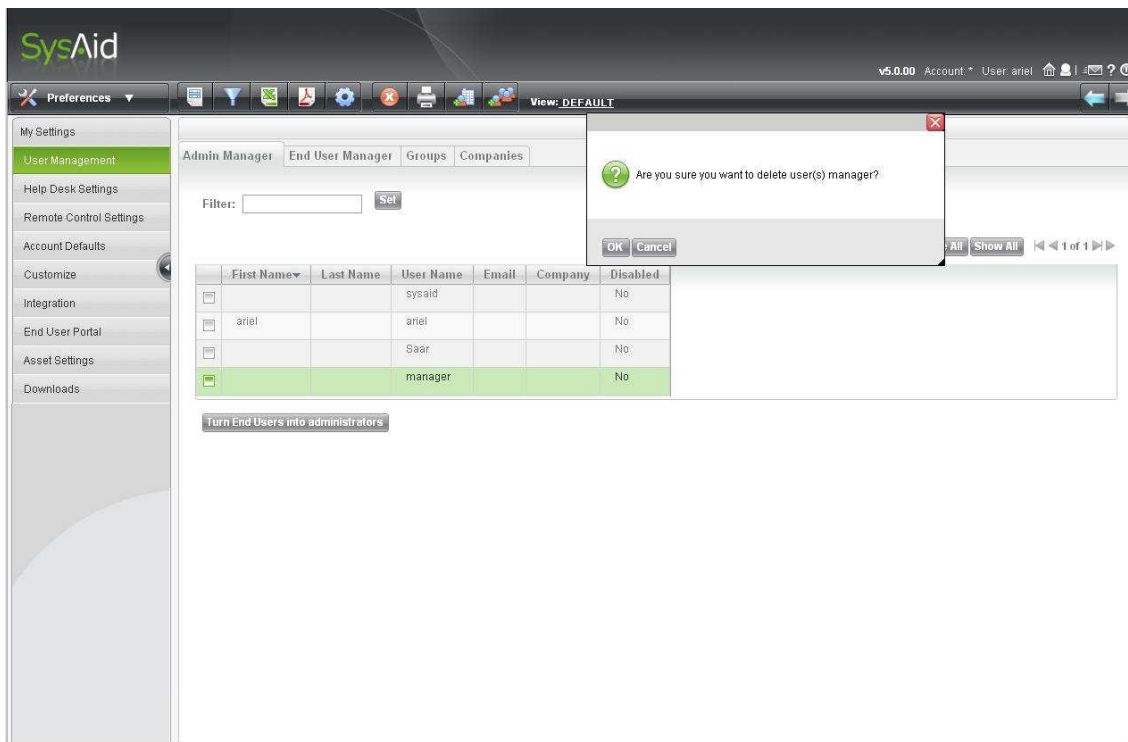 SysAid
v5.0.00 Account * User: ariel
Preferences
View: DEFAULT
My Settings
User Management
Help Desk Settings
Remote Control Settings
Account Defaults
Customize
Integration
End User Portal
Asset Settings
Downloads
Admin Manager End User Manager Groups Companies
Filter: Set
Are you sure you want to delete user(s) manager?
OK Cancel
All Show All 1 of 1
First Name Last Name User Name Email Company Disabled
sysaid No
ariel ariel No
Saar No
manager No
Turn End Users into administrators